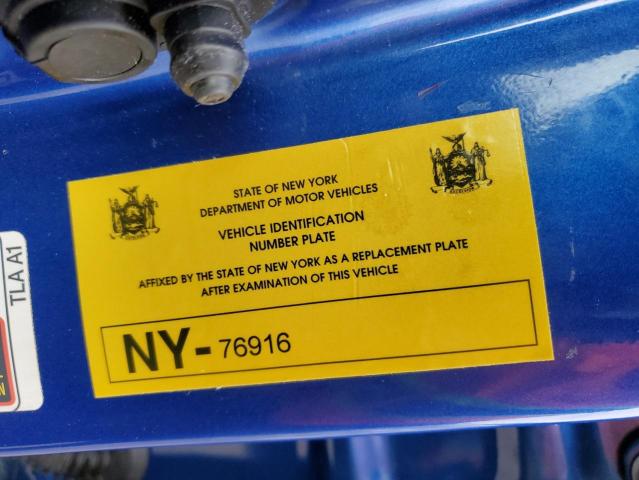 STATE OF NEW YORK
DEPARTMENT OF MOTOR VEHICLES
VEHICLE IDENTIFICATION
NUMBER PLATE
AFFIXED BY THE STATE OF NEW YORK AS A REPLACEMENT PLATE
AFTER EXAMINATION OF THIS VEHICLE
NY- 76916
TLA A1